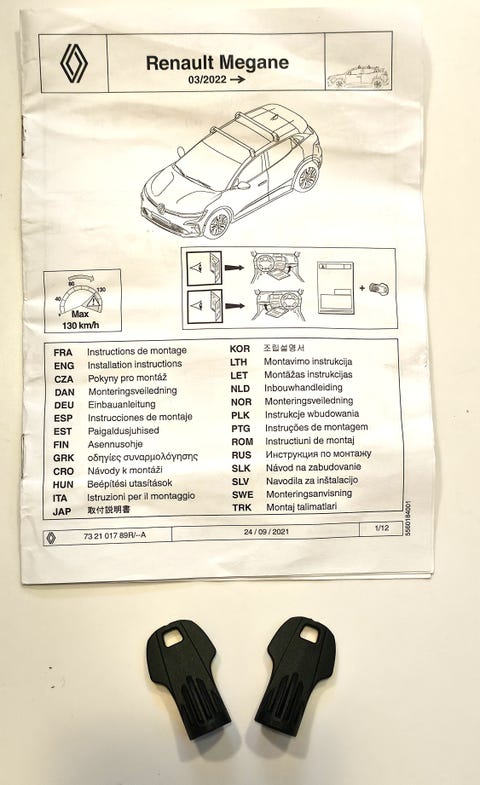 Renault Megane
03/2022 →
40
80
130
Max
130 km/h
FRA Instructions de montage
ENG Installation instructions
CZA Pokyny pro montáž
DAN Monteringsveiledning
DEU Einbauanleitung
ESP Instrucciones de montaje
EST Paigaldusjuhised
FIN Asennusohje
GRK οδηγίες συναρμολόγησης
CRO Návody k montáži
HUN Beépítési utasítások
ITA Istruzioni per il montaggio
JAP 取付説明書
KOR 조립설명서
LTH Montavimo instrukcija
LET Montāžas instrukcijas
NLD Inbouwhandleiding
NOR Monteringsveiledning
PLK Instrukcje wbudowania
PTG Instruções de montagem
ROM Instructiuni de montaj
RUS Инструкция по монтажу
SLK Návod na zabudovanie
SLV Navodila za inštalacijo
SWE Monteringsanvisning
TRK Montaj talimatlari
5560184001
73 21 017 89R/--A
24 / 09 / 2021
1/12